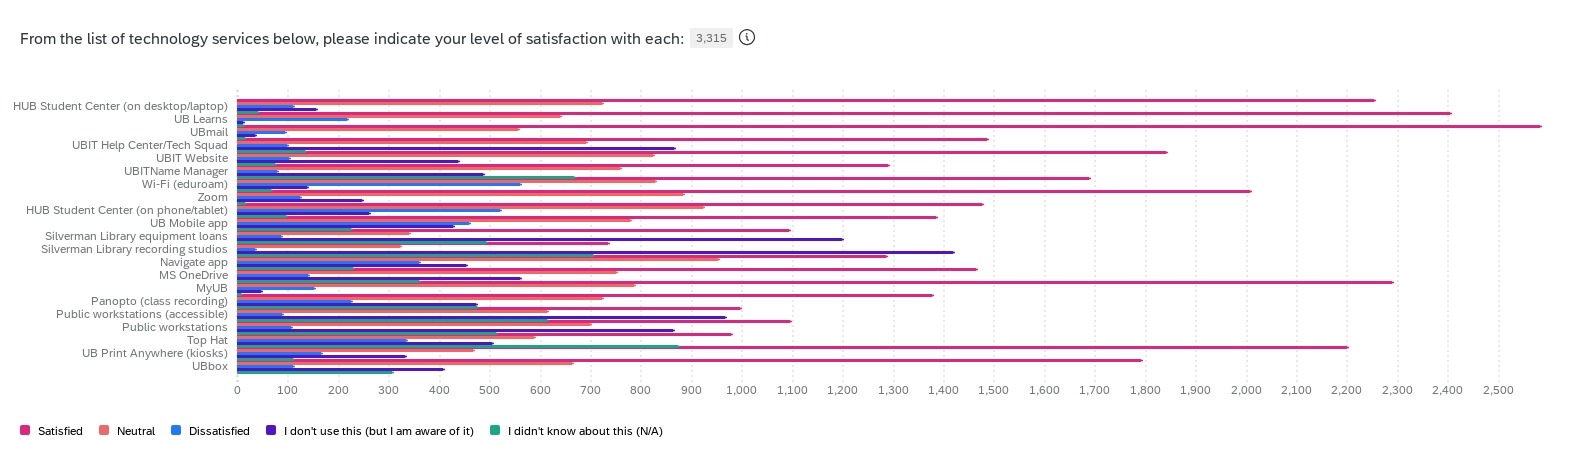 From the list of technology services below, please indicate your level of satisfaction with each: 3,315
HUB Student Center (on desktop/laptop)
UB Learns
UBmail
UBIT Help Center/Tech Squad
UBIT Website
UBITName Manager
Wi-Fi (eduroam)
Zoom
HUB Student Center (on phone/tablet)
UB Mobile app
Silverman Library equipment loans
Silverman Library recording studios
Navigate app
MS OneDrive
MyUB
Panopto (class recording)
Public workstations (accessible)
Public workstations
Top Hat
UB Print Anywhere (kiosks)
UBbox
0 100 200 300 400 500 600 700 800 900 1,000 1,100 1,200 1,300 1,400 1,500 1,600 1,700 1,800 1,900 2,000 2,100 2,200 2,300 2,400 2,500
Satisfied Neutral Dissatisfied I don't use this (but I am aware of it) I didn't know about this (N/A)